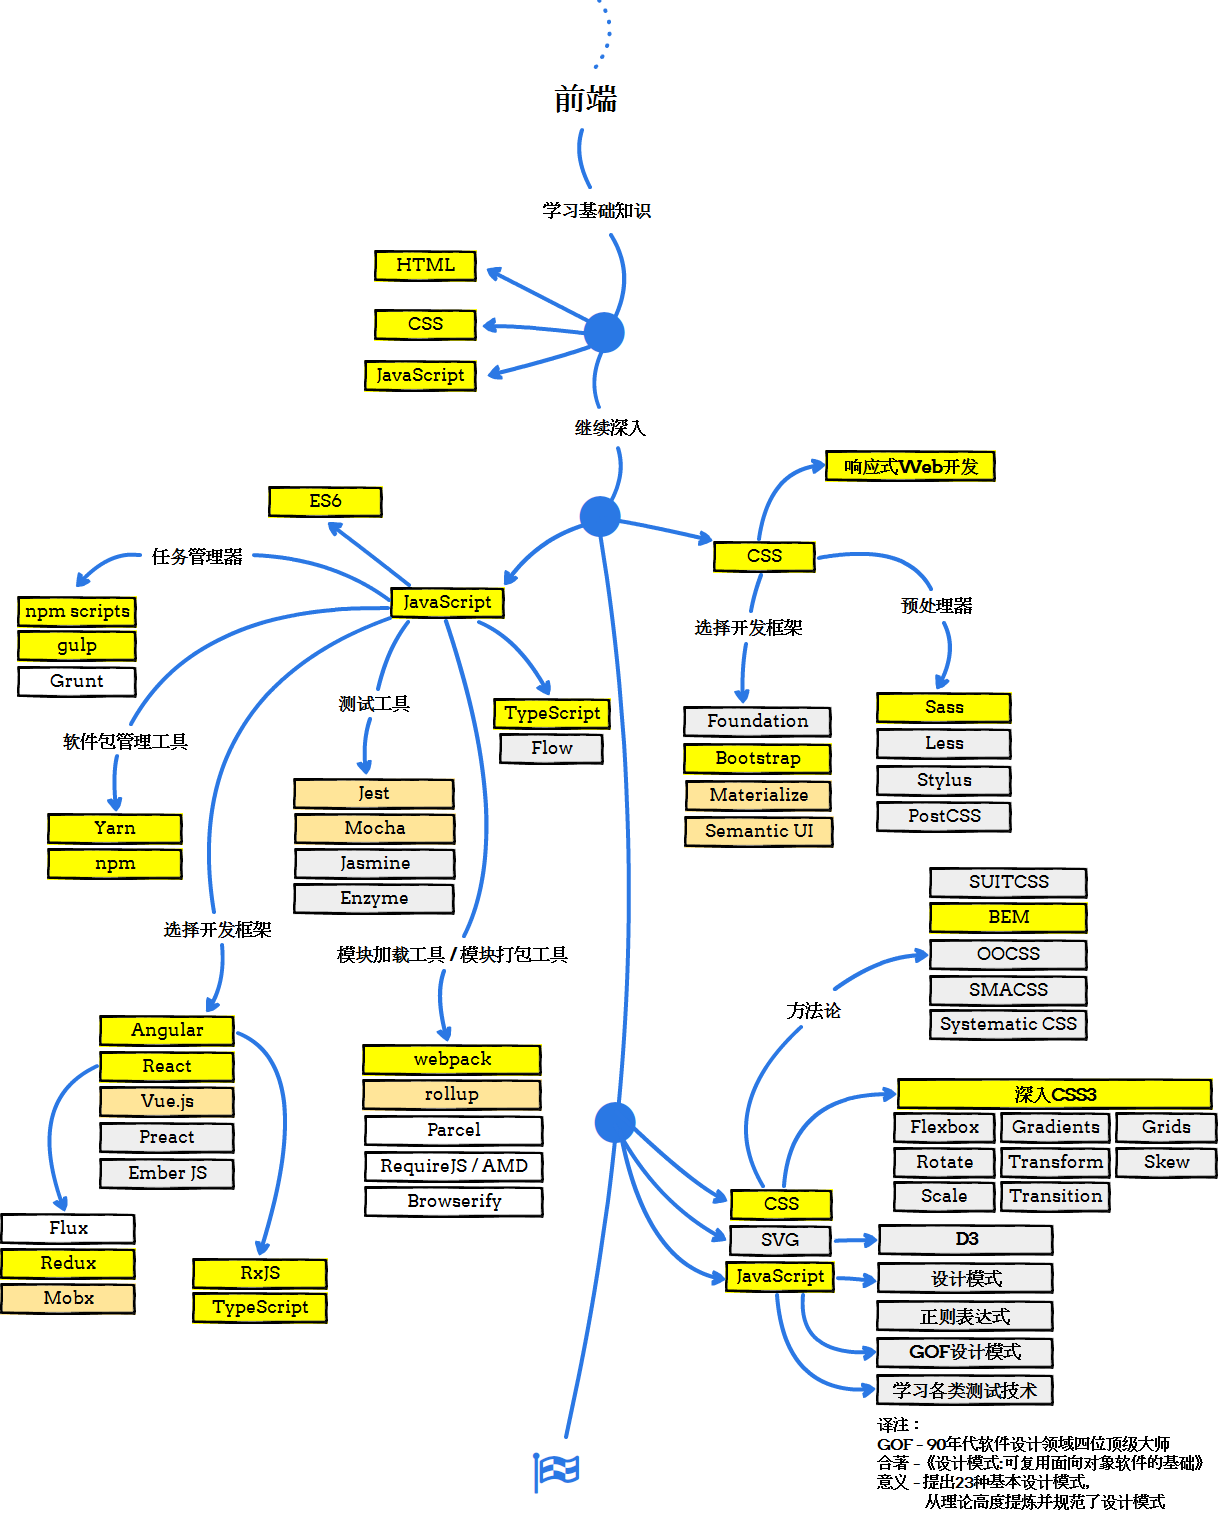 前端
学习基础知识
HTML
CSS
JavaScript
继续深入
响应式Web开发
ES6
任务管理器
CSS
npm scripts
gulp
Grunt
JavaScript
选择开发框架
预处理器
测试工具
TypeScript
Flow
软件包管理工具
Foundation
Bootstrap
Materialize
Semantic UI
Sass
Less
Stylus
PostCSS
Yarn
npm
Jest
Mocha
Jasmine
Enzyme
选择开发框架
模块加载工具 / 模块打包工具
SUITCSS
BEM
OOCSS
SMACSS
Systematic CSS
方法论
Angular
React
Vue.js
Preact
Ember JS
webpack
rollup
Parcel
RequireJS / AMD
Browserify
深入CSS3
Flexbox
Gradients
Grids
Rotate
Transform
Skew
Scale
Transition
Flux
Redux
Mobx
RxJS
TypeScript
CSS
SVG
JavaScript
D3
设计模式
正则表达式
GOF设计模式
学习各类测试技术
译注：
GOF - 90年代软件设计领域四位顶级大师
合著 -《设计模式:可复用面向对象软件的基础》
意义 - 提出23种基本设计模式,
从理论高度提炼并规范了设计模式